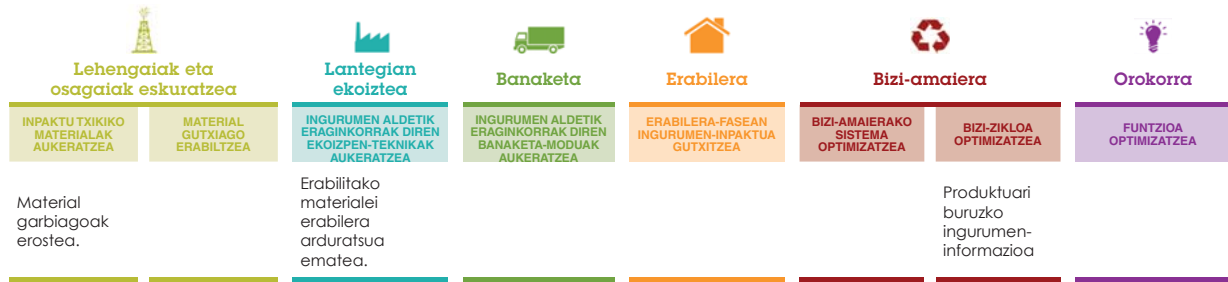 Lehengaiak eta
osagaiak eskuratzea
Lantegian
ekoiztea
Banaketa
Erabilera
Bizi-amaiera
Orokorra
INPAKTU TXIKIKO
MATERIALAK
AUKERATZEA
MATERIAL
GUTXIAGO
ERABILTZEA
INGURUMEN ALDETIK
ERAGINKORRAK DIREN
EKOIZPEN-TEKNIKAK
AUKERATZEA
INGURUMEN ALDETIK
ERAGINKORRAK DIREN
BANAKETA-MODUAK
AUKERATZEA
ERABILERA-FASEAN
INGURUMEN-INPAKTUA
GUTXITZEA
BIZI-AMAIERAKO
SISTEMA
OPTIMIZATZEA
BIZI-ZIKLOA
OPTIMIZATZEA
FUNTZIOA
OPTIMIZATZEA
Material
garbiagoak
erostea.
Erabilitako
materialei
erabilera
arduratsua
ematea.
Produktuari
buruzko
ingurumen-
informazioa